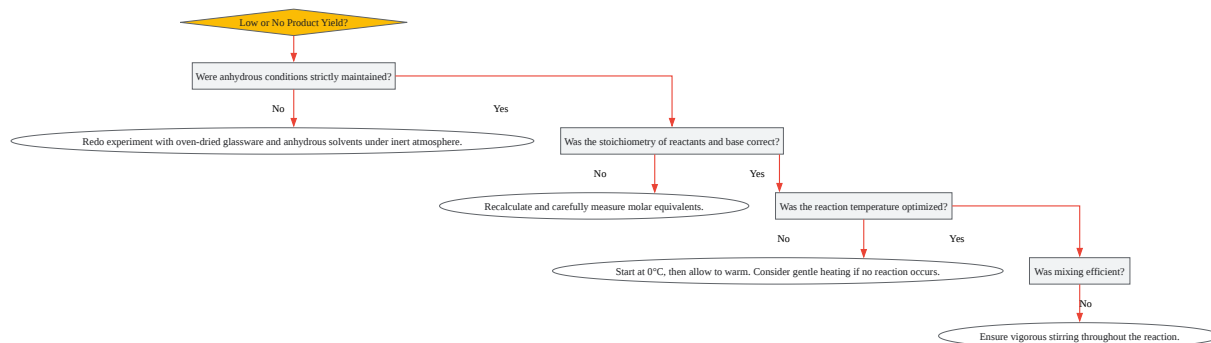 Low or No Product Yield?
Were anhydrous conditions strictly maintained?
No
Yes
Redo experiment with oven-dried glassware and anhydrous solvents under inert atmosphere.
Was the stoichiometry of reactants and base correct?
No
Yes
Recalculate and carefully measure molar equivalents.
Was the reaction temperature optimized?
No
Yes
Start at 0°C, then allow to warm. Consider gentle heating if no reaction occurs.
Was mixing efficient?
No
Ensure vigorous stirring throughout the reaction.